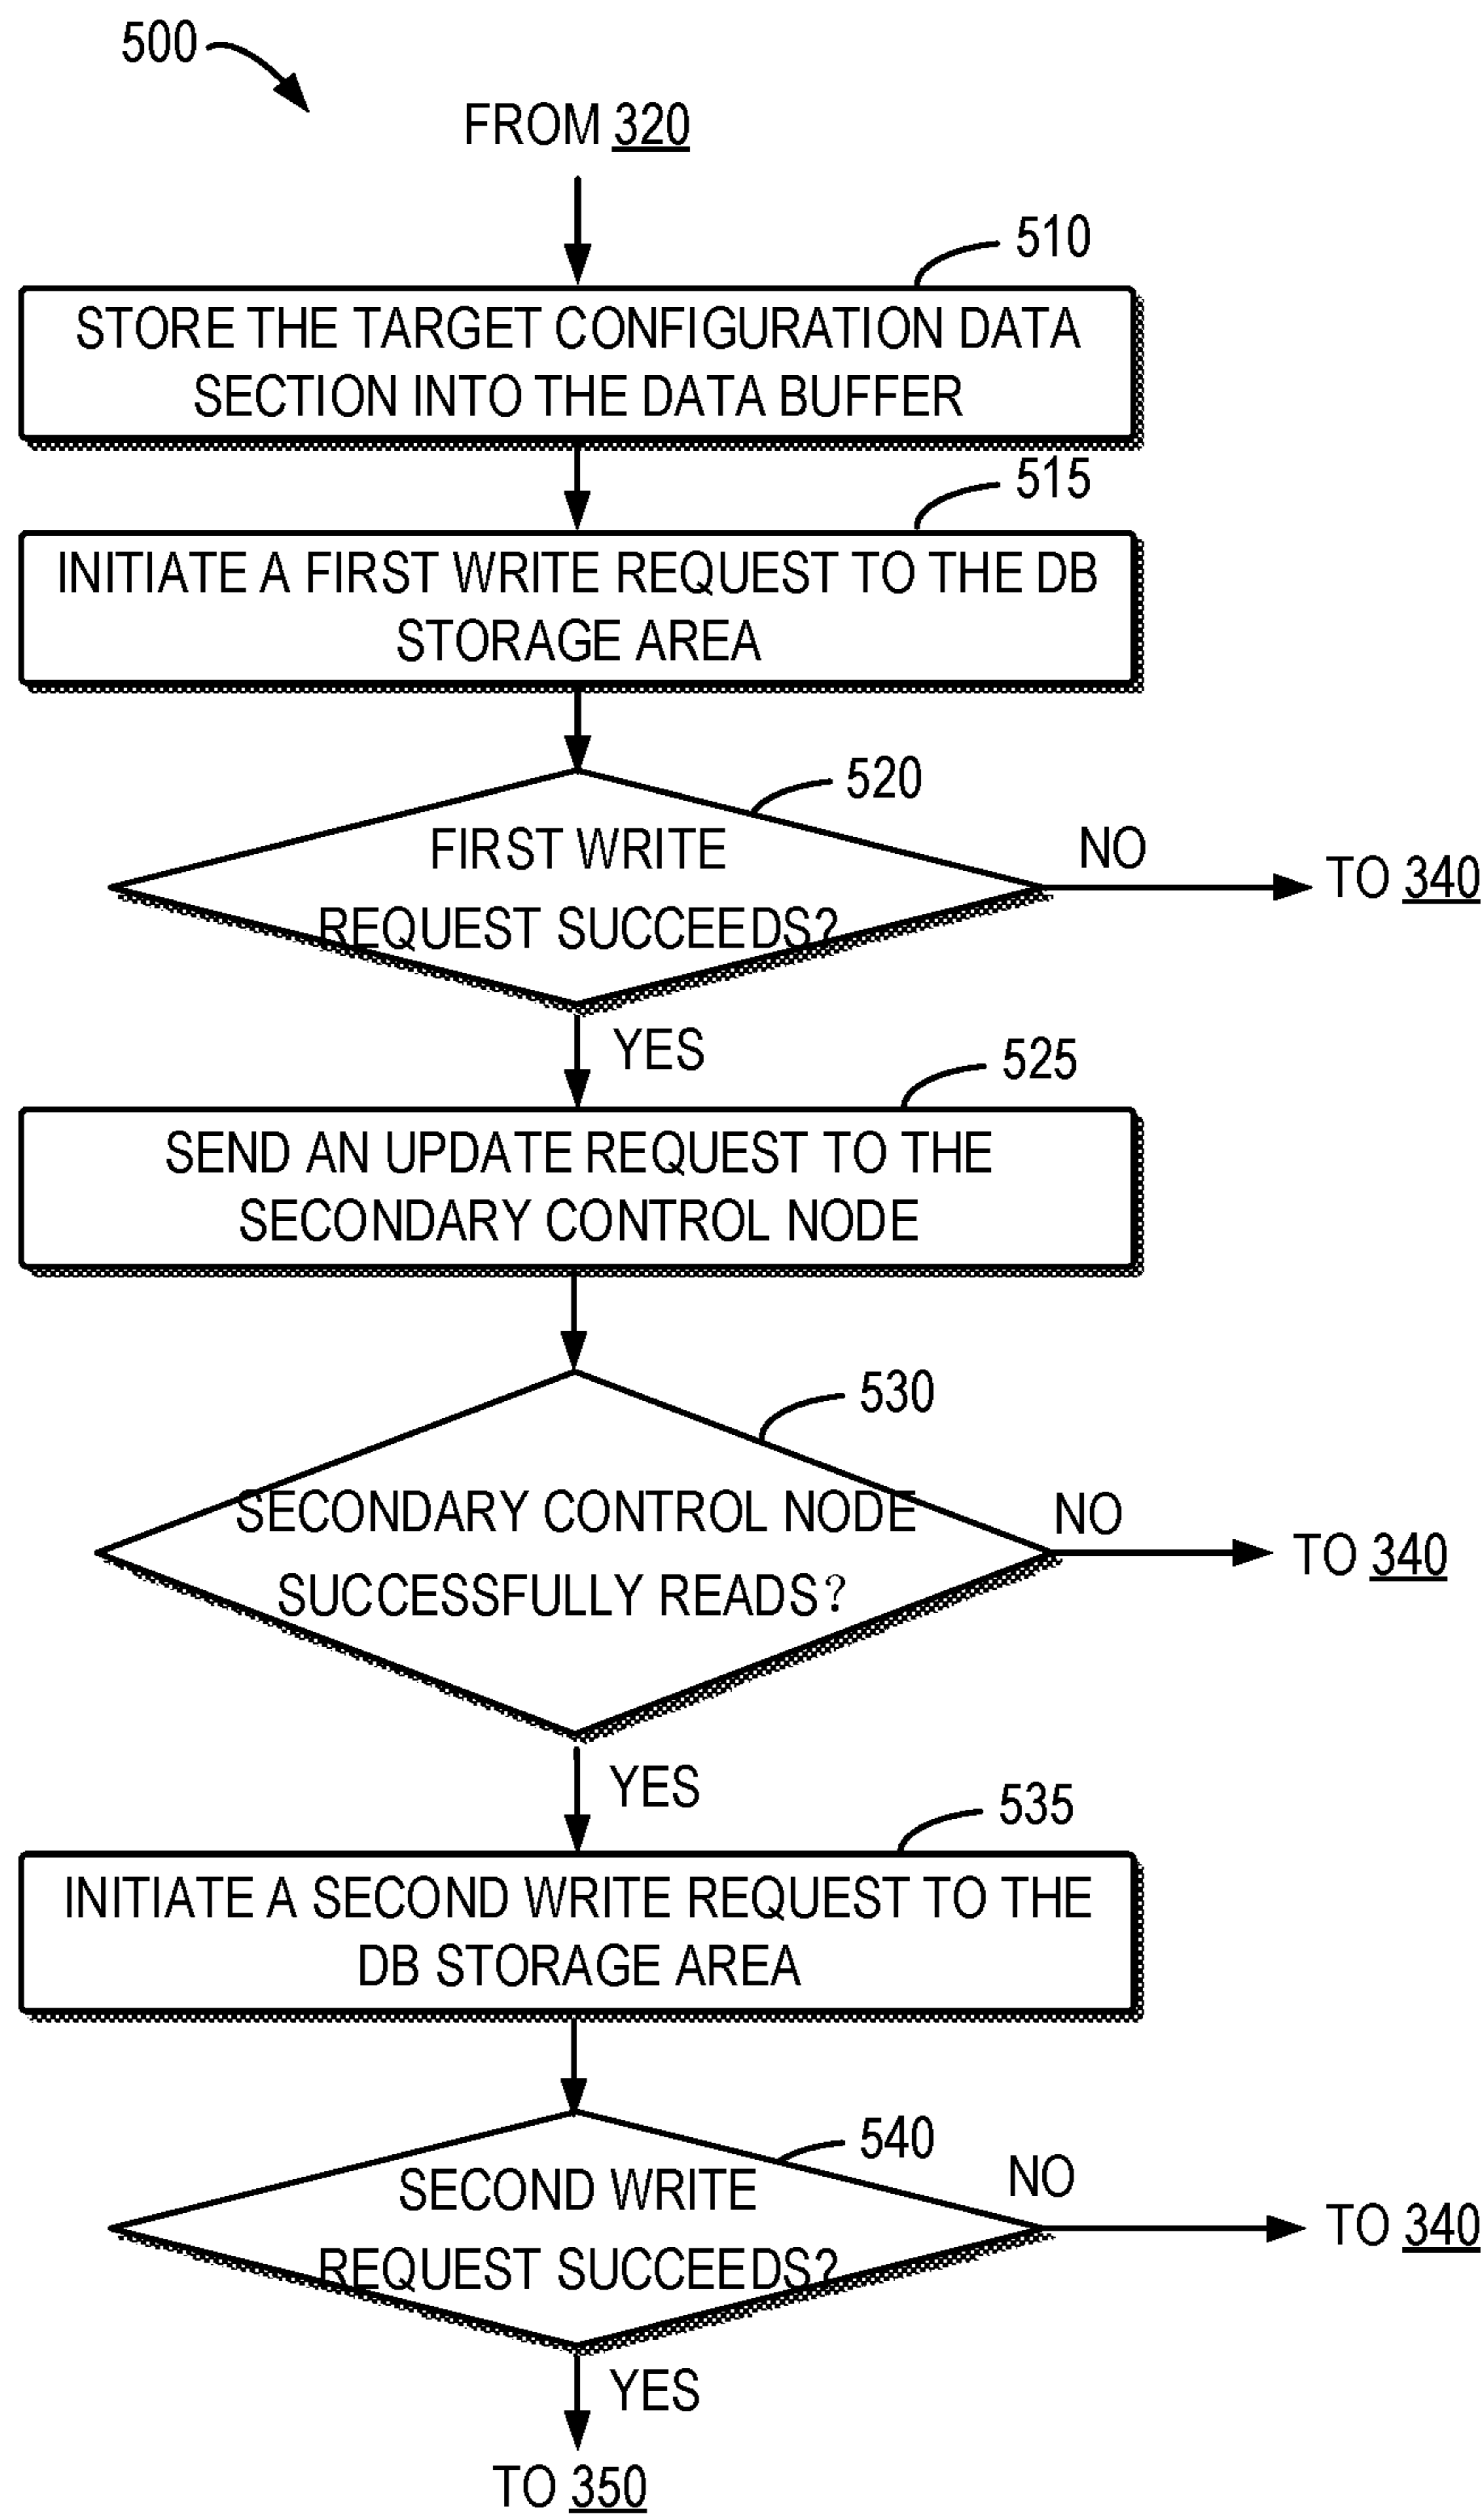 500
FROM 320
510
STORE THE TARGET CONFIGURATION DATA
SECTION INTO THE DATA BUFFER
515
INITIATE A FIRST WRITE REQUEST TO THE DB
STORAGE AREA
520
FIRST WRITE
REQUEST SUCCEEDS?
NO
TO 340
YES
525
SEND AN UPDATE REQUEST TO THE
SECONDARY CONTROL NODE
530
SECONDARY CONTROL NODE
SUCCESSFULLY READS?
NO
TO 340
YES
535
INITIATE A SECOND WRITE REQUEST TO THE
DB STORAGE AREA
540
SECOND WRITE
REQUEST SUCCEEDS?
NO
TO 340
YES
TO 350